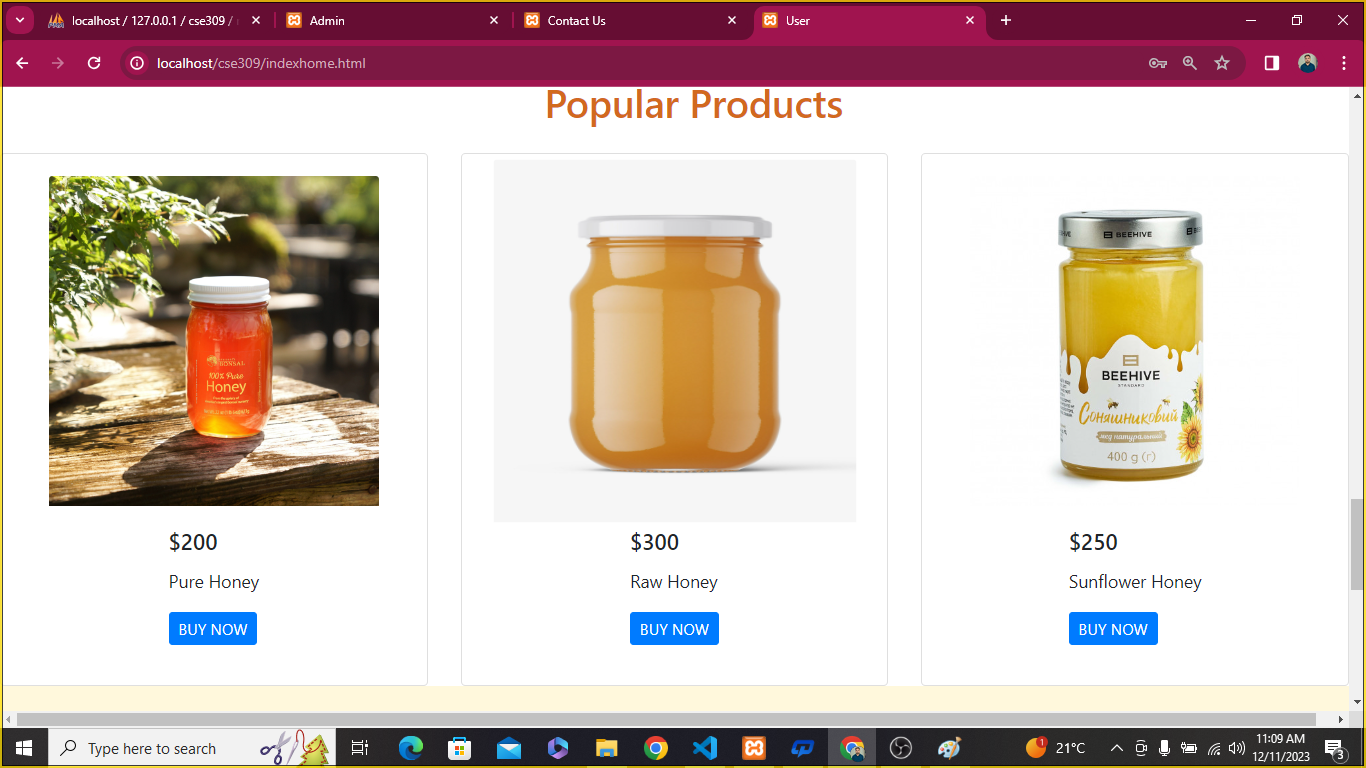 localhost / 127.0.0.1 / cse309 /
Admin
Contact Us
User
localhost/cse309/indexhome.html
Popular Products
BONSAI
100% Pure
Honey
BEEHIVE
BEEHIVE
STANDARD
Соняшниковий
мед натуральний
400 g (г)
$200
Pure Honey
BUY NOW
$300
Raw Honey
BUY NOW
$250
Sunflower Honey
BUY NOW
Type here to search
1
21°C
11:09 AM
12/11/2023
3